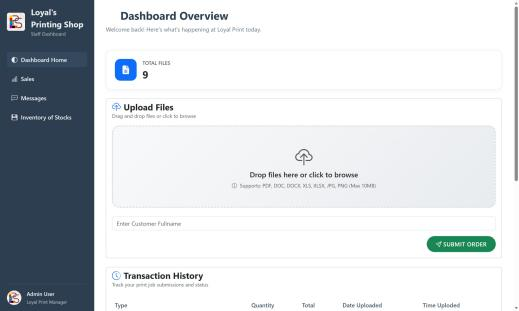 Loyal's
Printing Shop
Staff Dashboard
Dashboard Home
Sales
Messages
Inventory of Stocks
Admin User
Loyal Print Manager
Dashboard Overview
Welcome back! Here's what's happening at Loyal Print today.
TOTAL FILES
9
Upload Files
Drag and drop files or click to browse
Drop files here or click to browse
Supports: PDF, DOC, DOCX, XLS, XLSX, JPG, PNG (Max 10MB)
Enter Customer Fullname
SUBMIT ORDER
Transaction History
Track your print job submissions and status
Type Quantity Total Date Uploaded Time Uploded